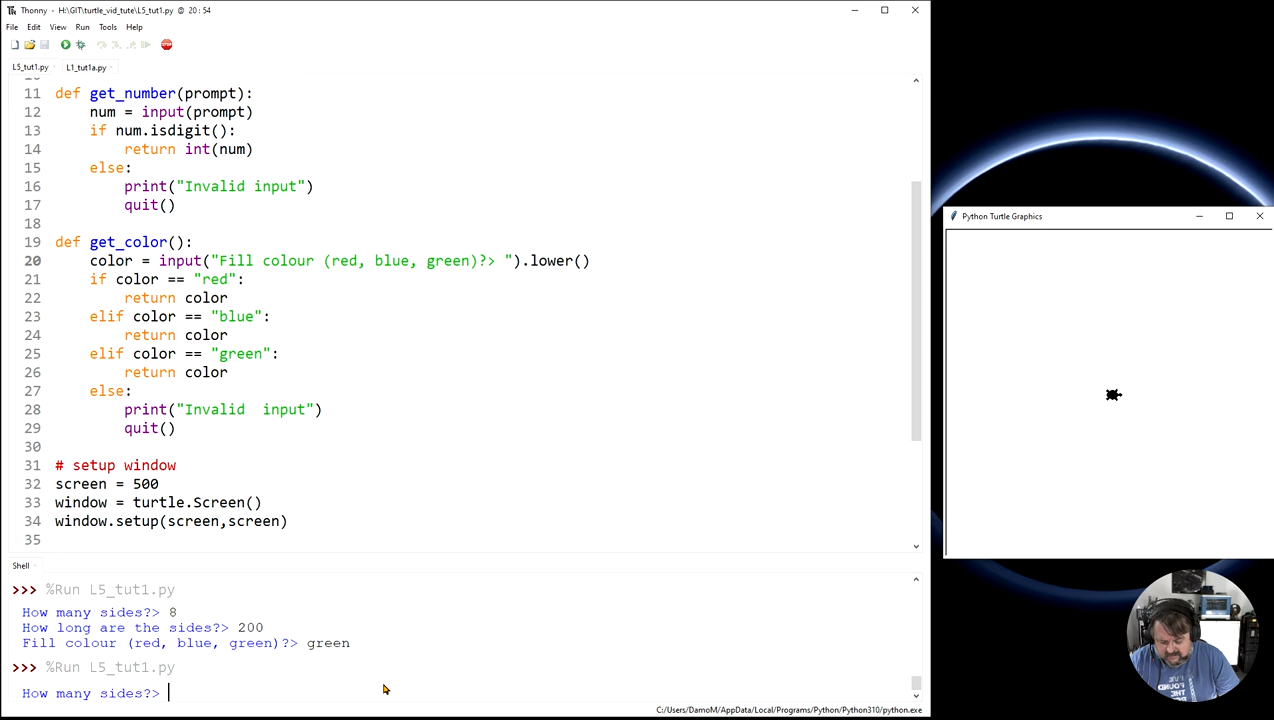 Thonny - H:\GIT\turtle_vid_tute\L5_tut1.py @ 20 : 54
File Edit View Run Tools Help
L5_tut1.py L1_tut1a.py
11 def get_number(prompt):
12 num = input(prompt)
13 if num.isdigit():
14 return int(num)
15 else:
16 print("Invalid input")
17 quit()
18
19 def get_color():
20 color = input("Fill colour (red, blue, green)?> ").lower()
21 if color == "red":
22 return color
23 elif color == "blue":
24 return color
25 elif color == "green":
26 return color
27 else:
28 print("Invalid  input")
29 quit()
30
31 # setup window
32 screen = 500
33 window = turtle.Screen()
34 window.setup(screen,screen)
35
Python Turtle Graphics
Shell
>>> %Run L5_tut1.py
How many sides?> 8
How long are the sides?> 200
Fill colour (red, blue, green)?> green
>>> %Run L5_tut1.py
How many sides?>
C:/Users/DamoM/AppData/Local/Programs/Python/Python310/python.exe